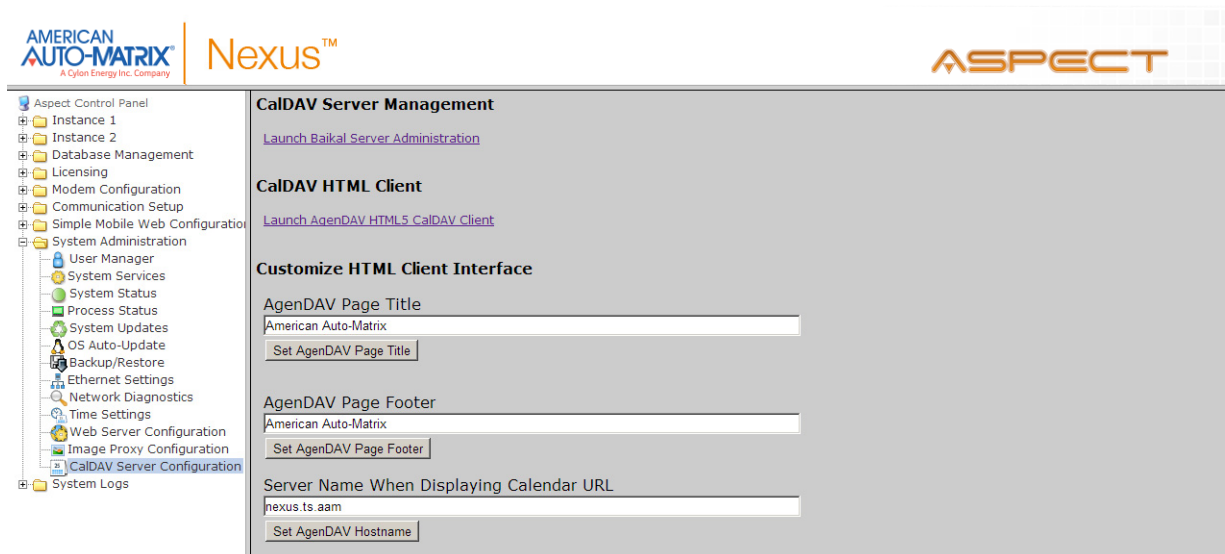 AMERICAN
AUTO-MATRIX®
A Cylon Energy Inc. Company
Nexus™
ASPECT
Aspect Control Panel
Instance 1
Instance 2
Database Management
Licensing
Modem Configuration
Communication Setup
Simple Mobile Web Configuration
System Administration
User Manager
System Services
System Status
Process Status
System Updates
OS Auto-Update
Backup/Restore
Ethernet Settings
Network Diagnostics
Time Settings
Web Server Configuration
Image Proxy Configuration
CalDAV Server Configuration
System Logs
CalDAV Server Management
Launch Baikal Server Administration
CalDAV HTML Client
Launch AgenDAV HTML5 CalDAV Client
Customize HTML Client Interface
AgenDAV Page Title
American Auto-Matrix
Set AgenDAV Page Title
AgenDAV Page Footer
American Auto-Matrix
Set AgenDAV Page Footer
Server Name When Displaying Calendar URL
nexus.ts.aam
Set AgenDAV Hostname